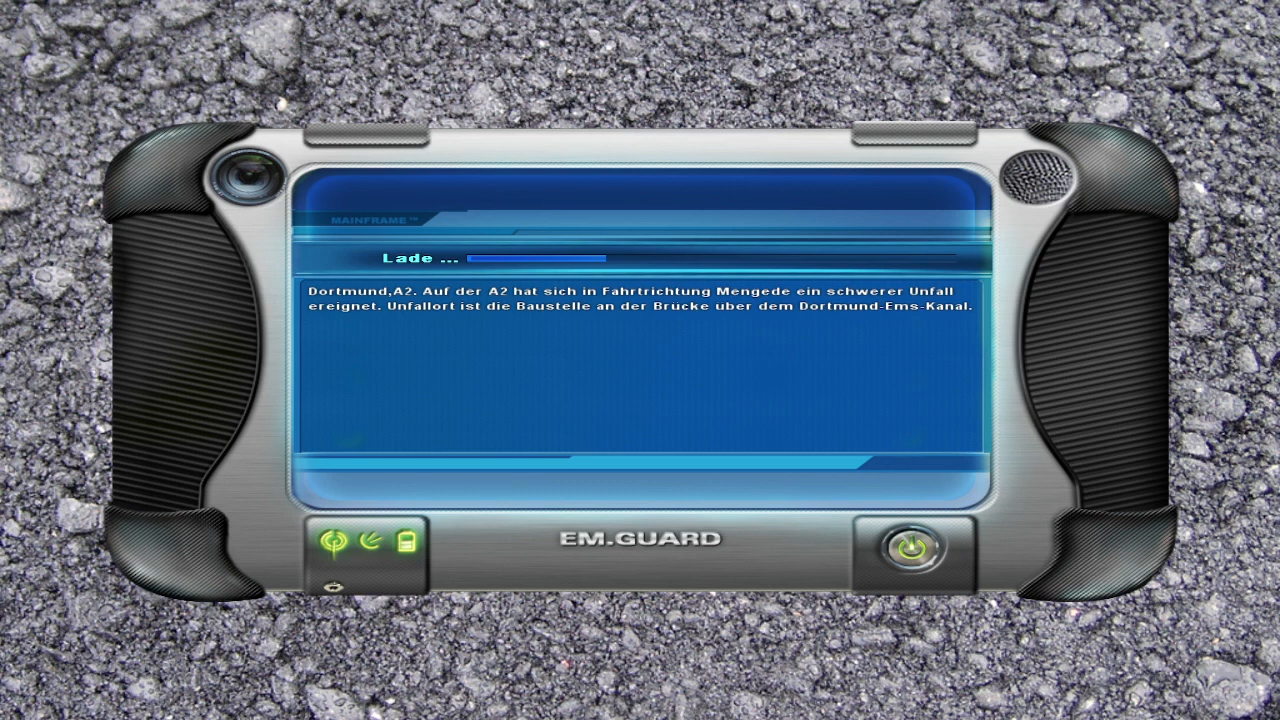 MAINFRAME™
Lade ...
Dortmund,A2. Auf der A2 hat sich in Fahrtrichtung Mengede ein schwerer Unfall
ereignet. Unfallort ist die Baustelle an der Brücke über dem Dortmund-Ems-Kanal.
EM.GUARD